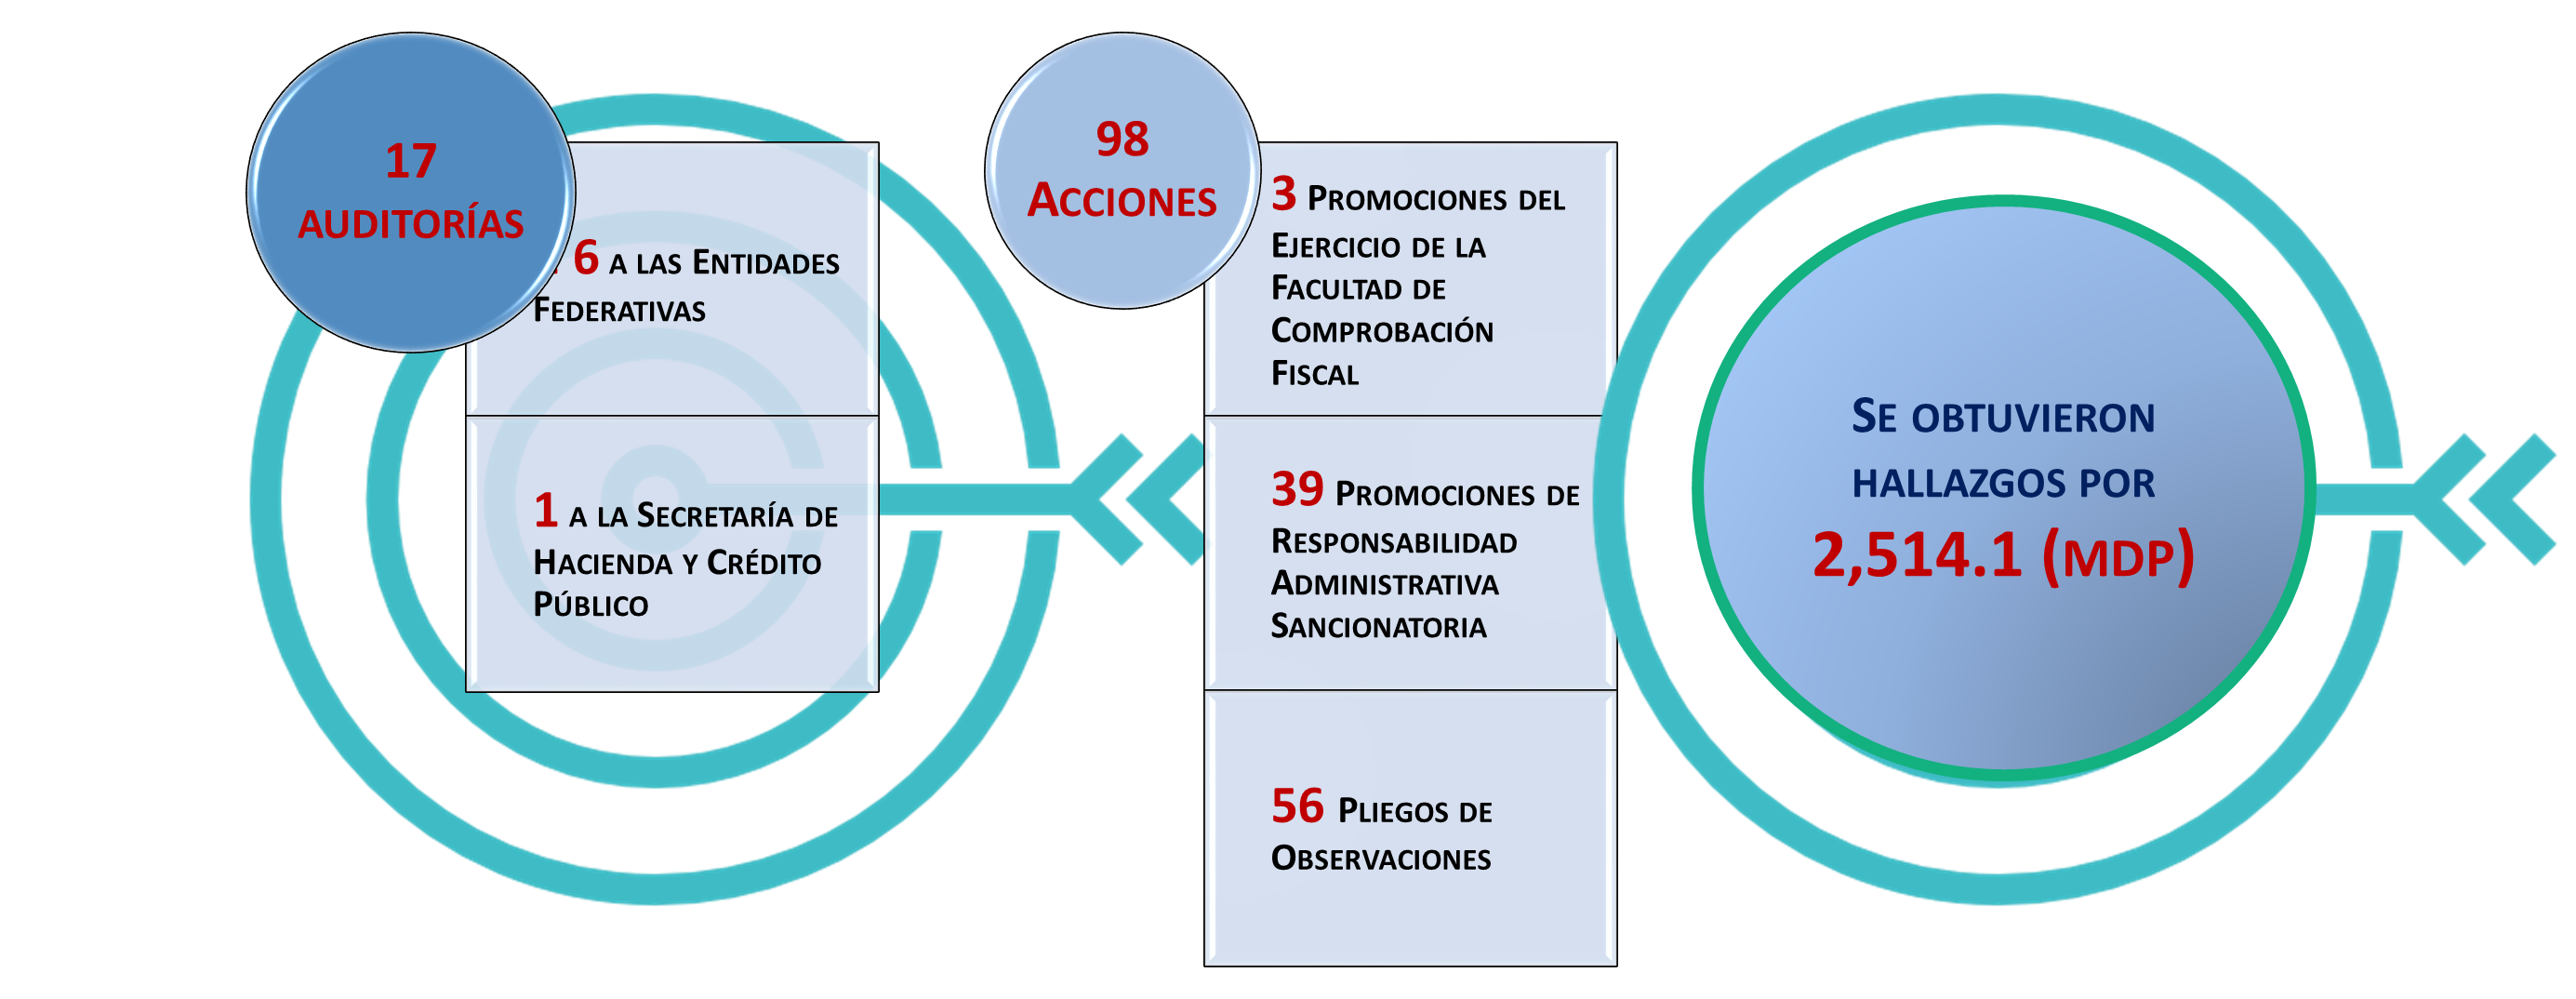 17
AUDITORÍAS
6 A LAS ENTIDADES
FEDERATIVAS
1 A LA SECRETARÍA DE
HACIENDA Y CRÉDITO
PÚBLICO
98
ACCIONES
3 PROMOCIONES DEL
EJERCICIO DE LA
FACULTAD DE
COMPROBACIÓN
FISCAL
39 PROMOCIONES DE
RESPONSABILIDAD
ADMINISTRATIVA
SANCIONATORIA
56 PLIEGOS DE
OBSERVACIONES
SE OBTUVIERON
HALLAZGOS POR
2,514.1 (MDP)